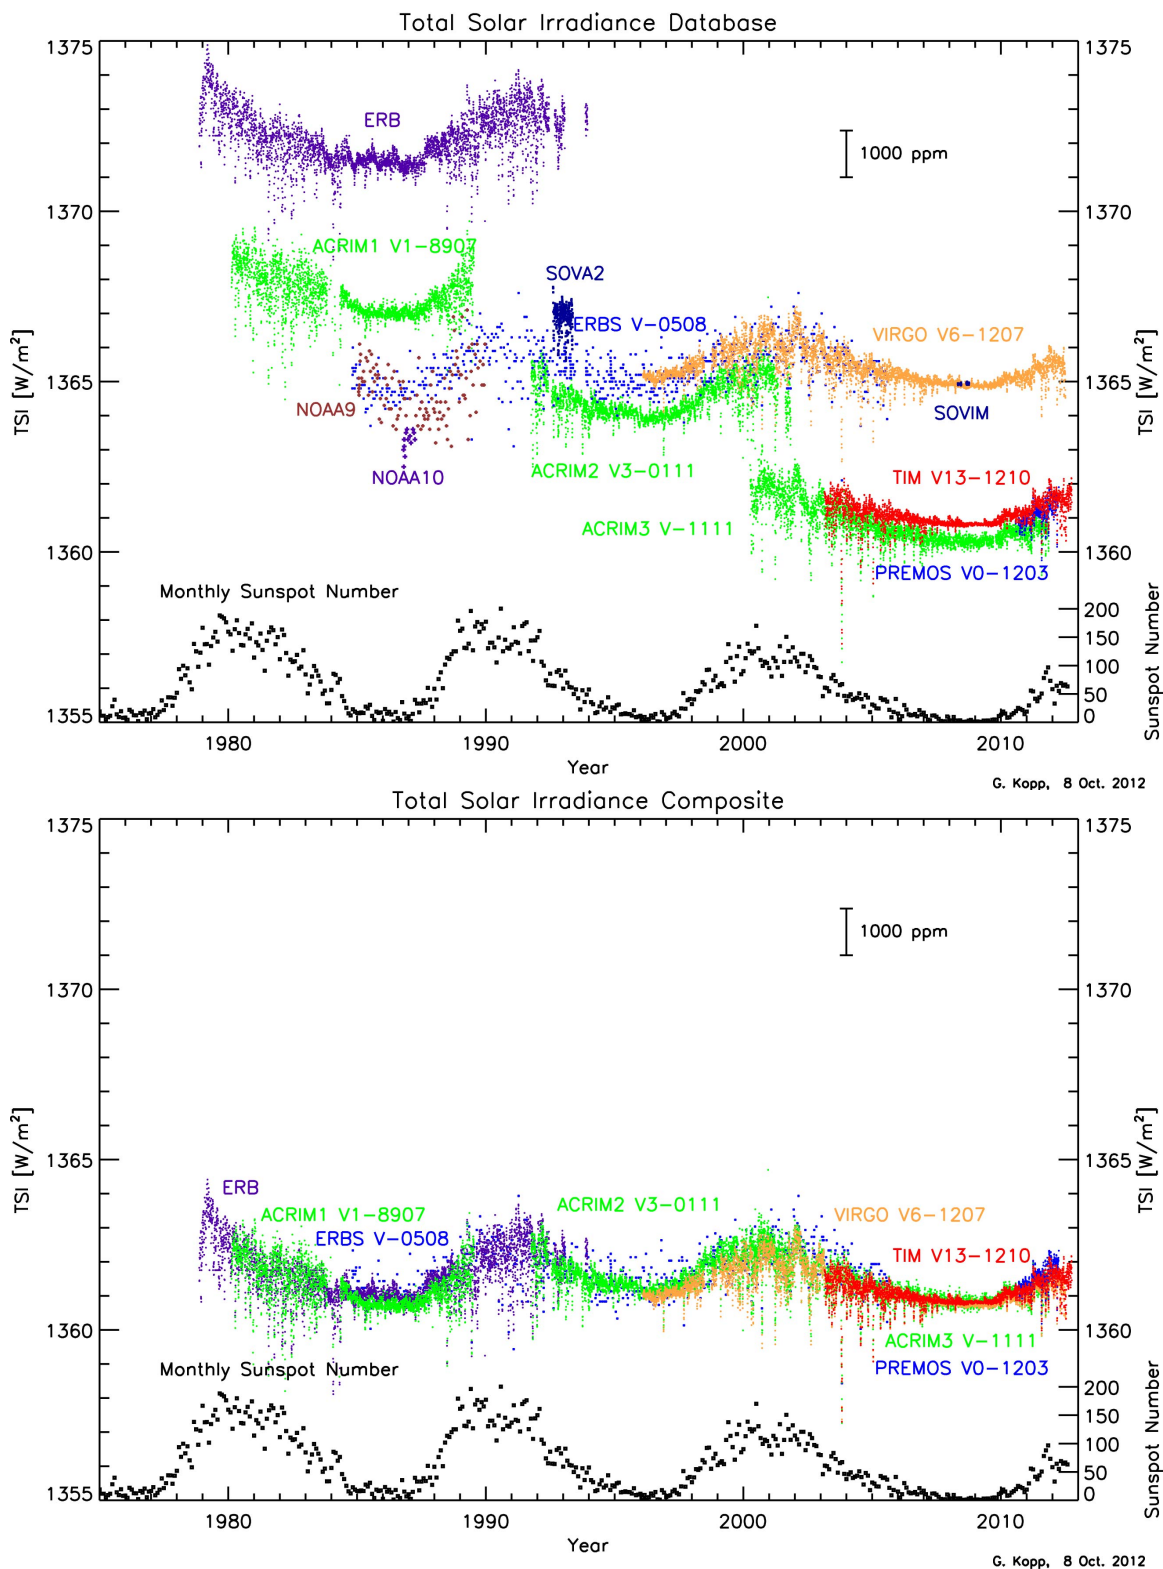 Total Solar Irradiance Database
1375
1375
ERB
1000 ppm
1370
1370
ACRIM1 V1-8907
SOVA2
ERBS V-0508
VIRGO V6-1207
TSI [W/m²]
TSI [W/m²]
1365
1365
NOAA9
SOVIM
NOAA10
ACRIM2 V3-0111
TIM V13-1210
ACRIM3 V-1111
1360
1360
PREMOS V0-1203
Monthly Sunspot Number
200
150
100
50
0
Sunspot Number
1355
1980
1990
2000
2010
Year
G. Kopp, 8 Oct. 2012
Total Solar Irradiance Composite
1375
1375
1000 ppm
1370
1370
TSI [W/m²]
TSI [W/m²]
1365
1365
ERB
ACRIM1 V1-8907
ACRIM2 V3-0111
VIRGO V6-1207
ERBS V-0508
TIM V13-1210
1360
1360
ACRIM3 V-1111
Monthly Sunspot Number
PREMOS V0-1203
200
150
100
50
0
Sunspot Number
1355
1980
1990
2000
2010
Year
G. Kopp, 8 Oct. 2012